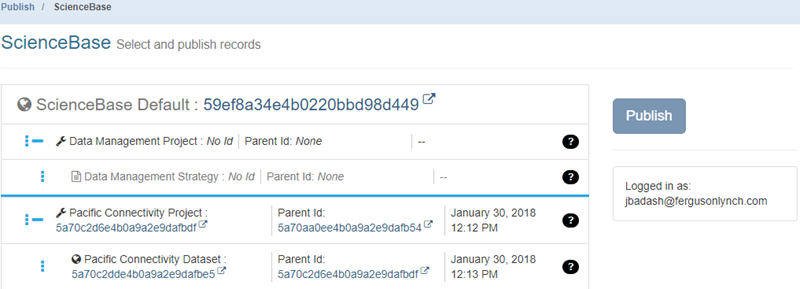 Publish / ScienceBase
ScienceBase Select and publish records
ScienceBase Default : 59ef8a34e4b0220bbd98d449
Publish
Data Management Project : No Id Parent Id: None -- ?
Data Management Strategy : No Id Parent Id: None -- ?
Logged in as:
jbadash@fergusonlynch.com
Pacific Connectivity Project : Parent Id: January 30, 2018
5a70c2d6e4b0a9a2e9dafbdf 5a70aa0ee4b0a9a2e9dafb54 12:12 PM ?
Pacific Connectivity Dataset : Parent Id: January 30, 2018
5a70c2dde4b0a9a2e9dafbe5 5a70c2d6e4b0a9a2e9dafbdf 12:13 PM ?